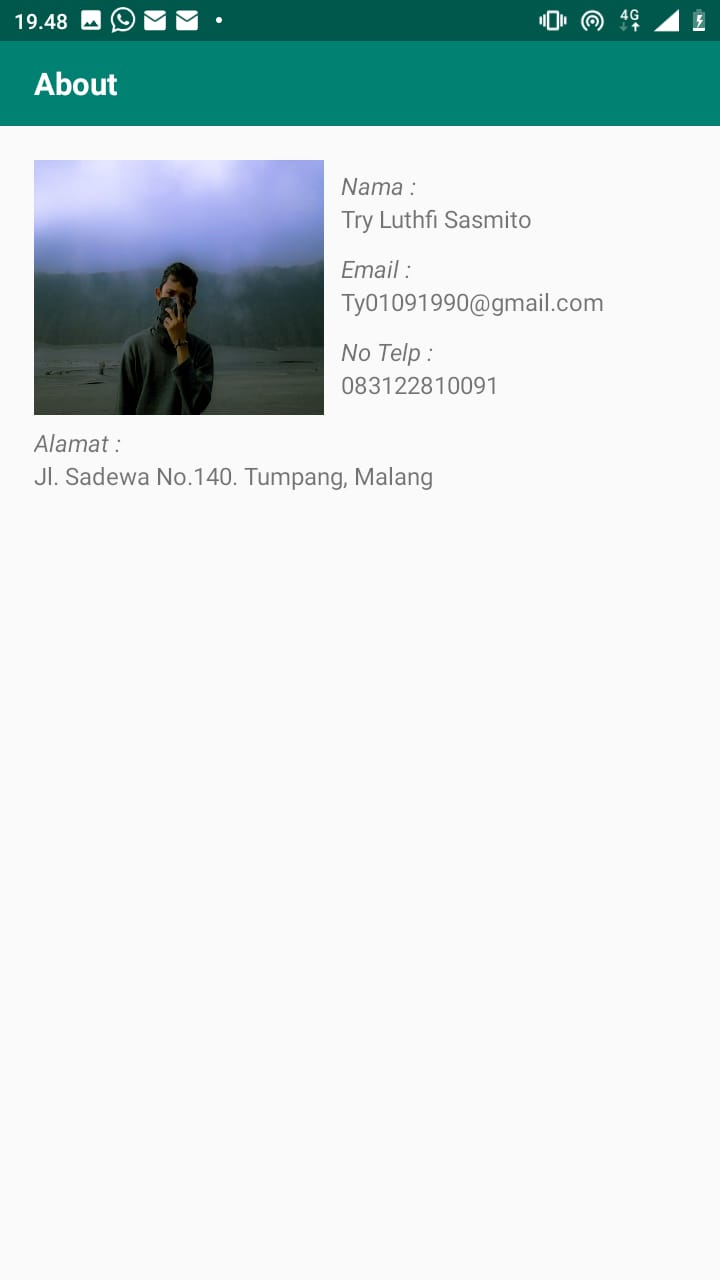 19.48
4G
About
Nama :
Try Luthfi Sasmito
Email :
Ty01091990@gmail.com
No Telp :
083122810091
Alamat :
Jl. Sadewa No.140. Tumpang, Malang